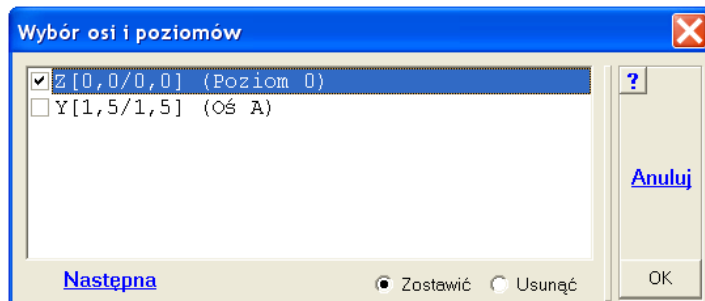 Wybór osi i poziomów
Z[0,0/0,0] (Poziom 0)
?
Y[1,5/1,5] (Oś A)
Anuluj
Następna
Zostawić Usunąć
OK